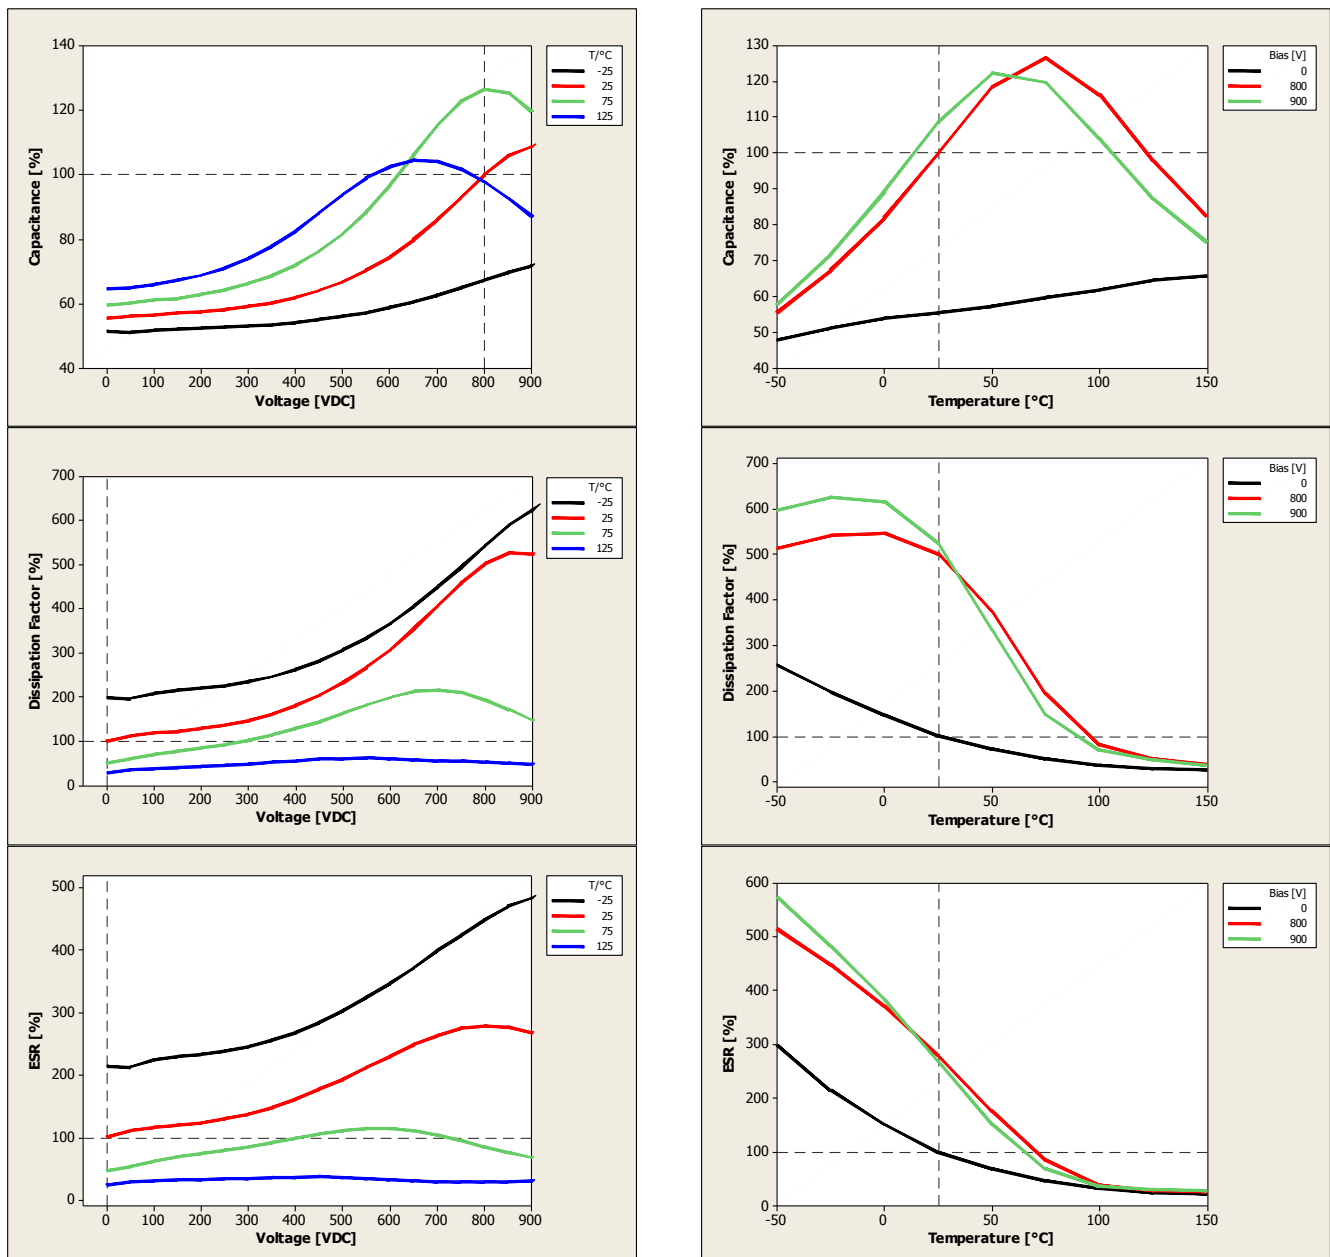 140
120
100
80
60
40
Capacitance [%]
0 100 200 300 400 500 600 700 800 900
Voltage [VDC]
T/°C
-25
25
75
125
130
120
110
100
90
80
70
60
50
40
Capacitance [%]
-50 0 50 100 150
Temperature [°C]
Bias [V]
0
800
900
700
600
500
400
300
200
100
0
Dissipation Factor [%]
0 100 200 300 400 500 600 700 800 900
Voltage [VDC]
T/°C
-25
25
75
125
700
600
500
400
300
200
100
0
Dissipation Factor [%]
-50 0 50 100 150
Temperature [°C]
Bias [V]
0
800
900
500
400
300
200
100
0
ESR [%]
0 100 200 300 400 500 600 700 800 900
Voltage [VDC]
T/°C
-25
25
75
125
600
500
400
300
200
100
0
ESR [%]
-50 0 50 100 150
Temperature [°C]
Bias [V]
0
800
900